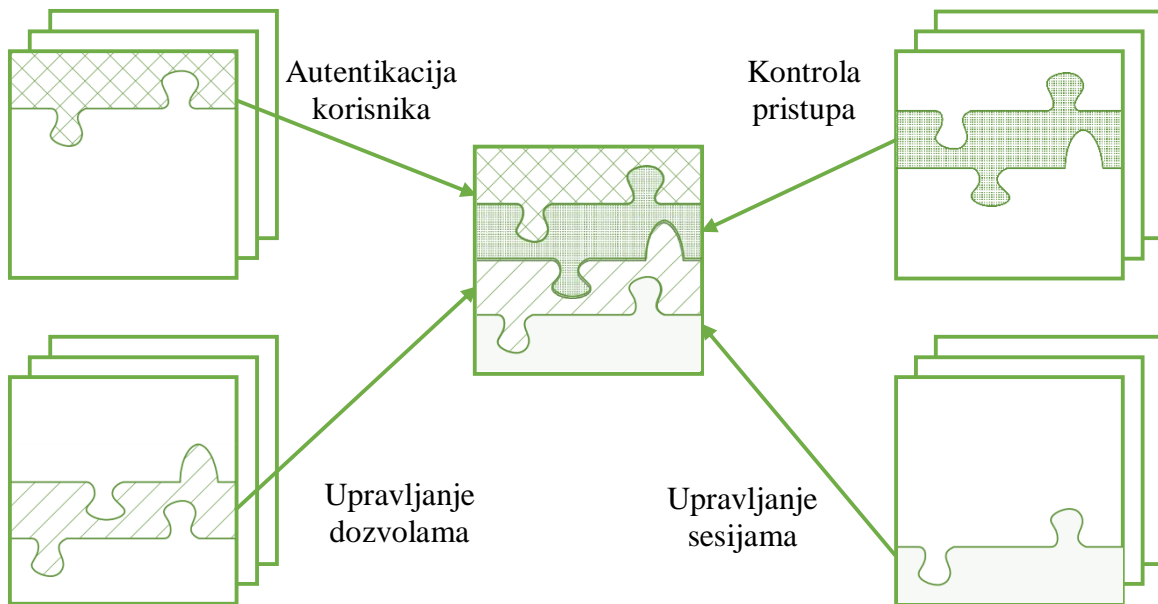 Autentikacija
korisnika
Kontrola
pristupa
Upravljanje
dozvolama
Upravljanje
sesijama